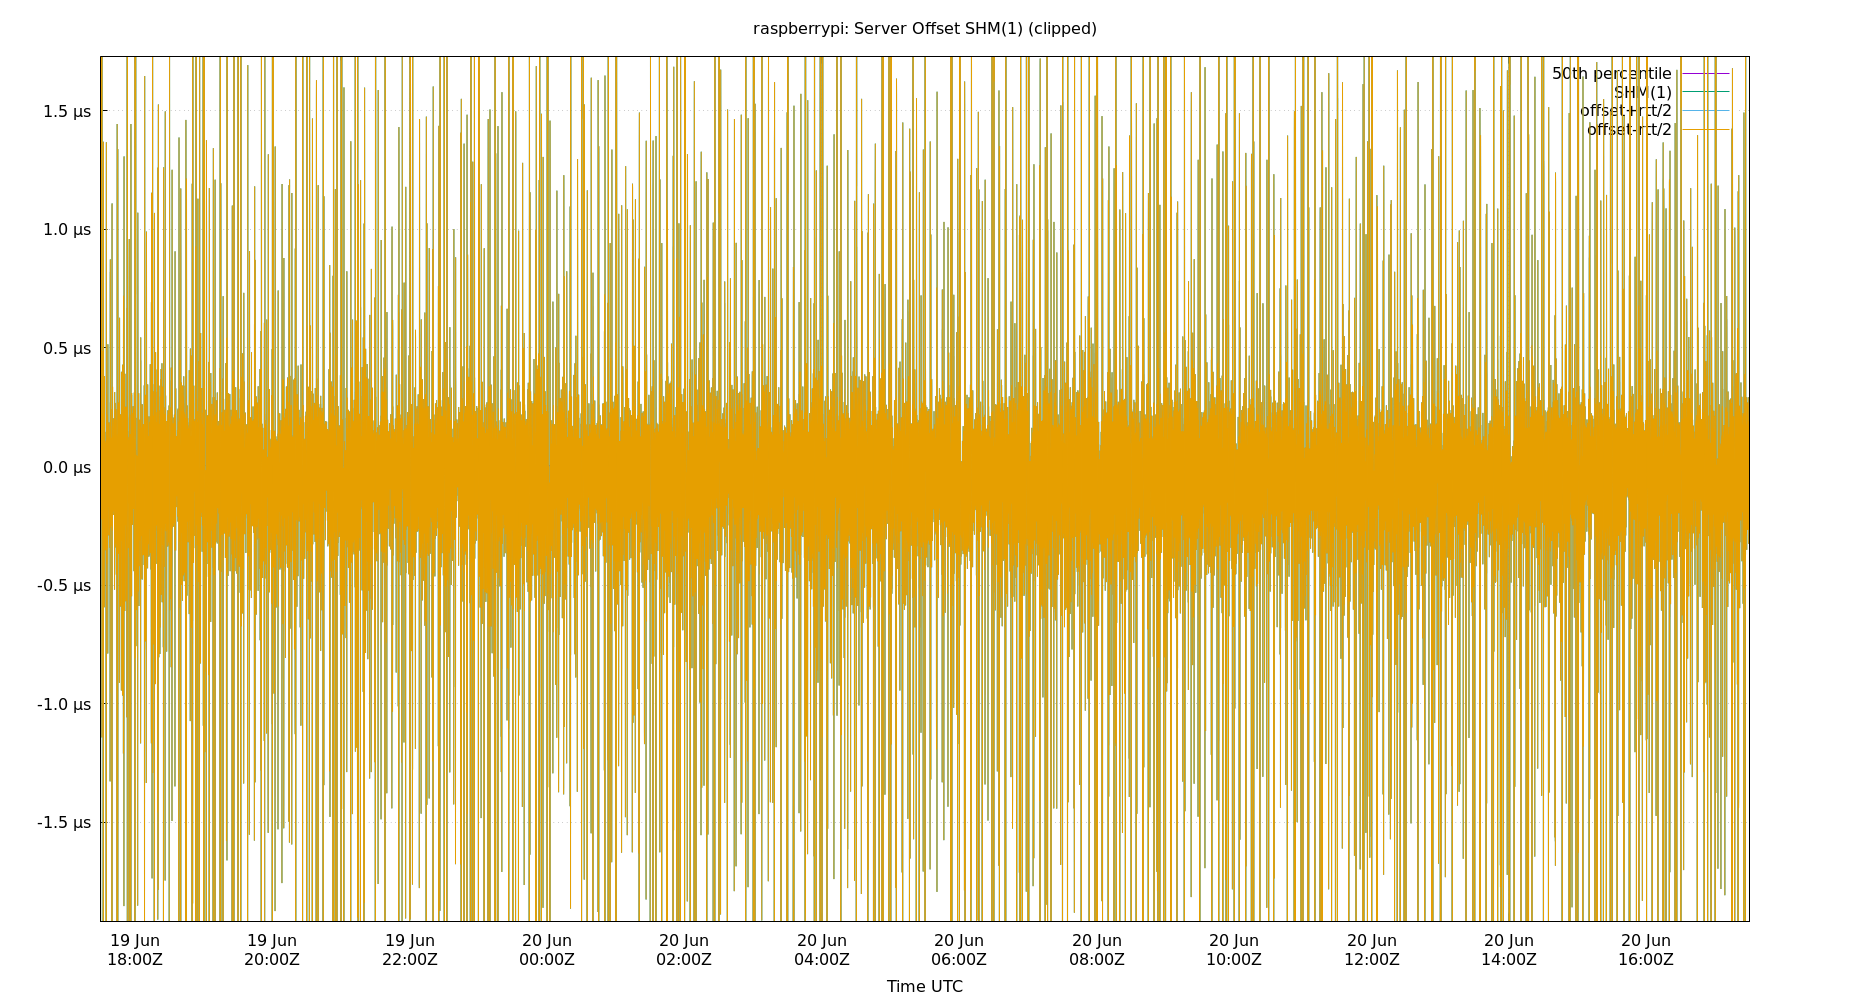 raspberrypi: Server Offset SHM(1) (clipped)
50th percentile
SHM(1)
offset+rtt/2
offset-rtt/2
1.5 µs
1.0 µs
0.5 µs
0.0 µs
-0.5 µs
-1.0 µs
-1.5 µs
19 Jun 19 Jun 19 Jun 20 Jun 20 Jun 20 Jun 20 Jun 20 Jun 20 Jun 20 Jun 20 Jun 20 Jun
18:00Z 20:00Z 22:00Z 00:00Z 02:00Z 04:00Z 06:00Z 08:00Z 10:00Z 12:00Z 14:00Z 16:00Z
Time UTC